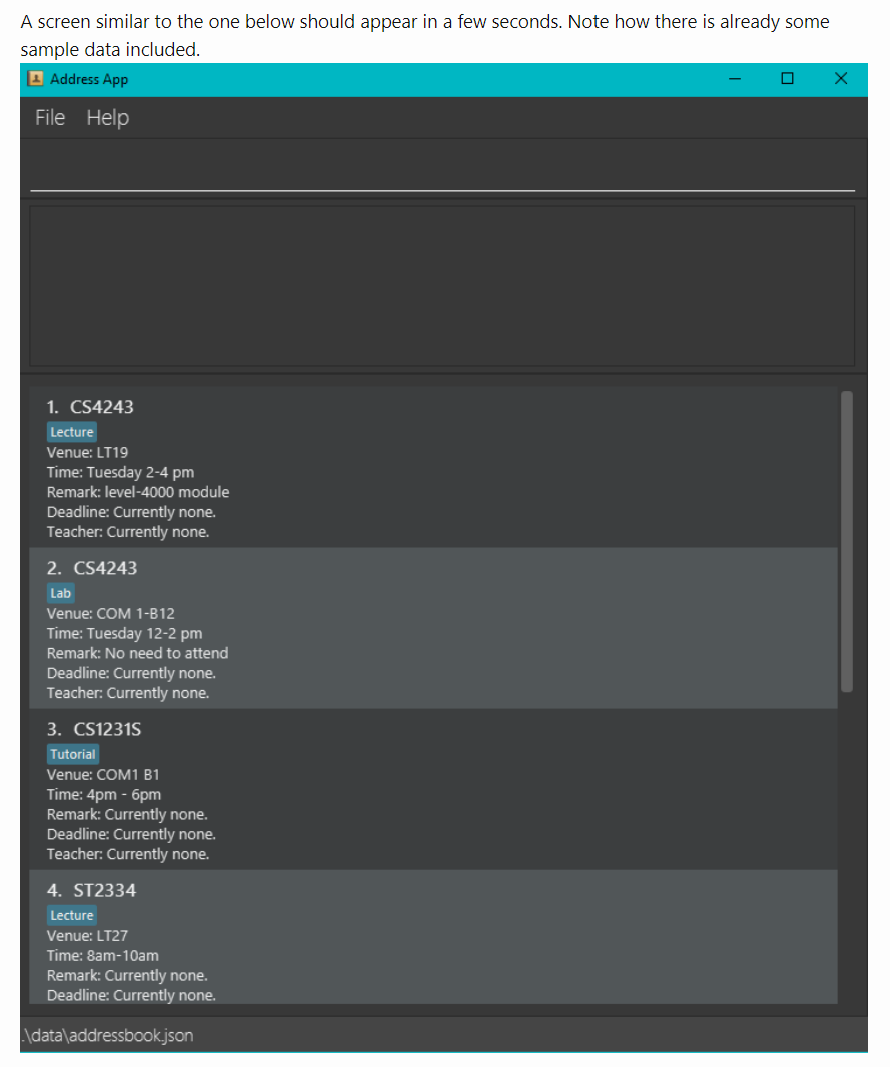 A screen similar to the one below should appear in a few seconds. Note how there is already some
sample data included.
Address App
File Help
1. CS4243
Lecture
Venue: LT19
Time: Tuesday 2-4 pm
Remark: level-4000 module
Deadline: Currently none.
Teacher: Currently none.
2. CS4243
Lab
Venue: COM 1-B12
Time: Tuesday 12-2 pm
Remark: No need to attend
Deadline: Currently none.
Teacher: Currently none.
3. CS1231S
Tutorial
Venue: COM1 B1
Time: 4pm - 6pm
Remark: Currently none.
Deadline: Currently none.
Teacher: Currently none.
4. ST2334
Lecture
Venue: LT27
Time: 8am-10am
Remark: Currently none.
Deadline: Currently none.
.\data\addressbook.json